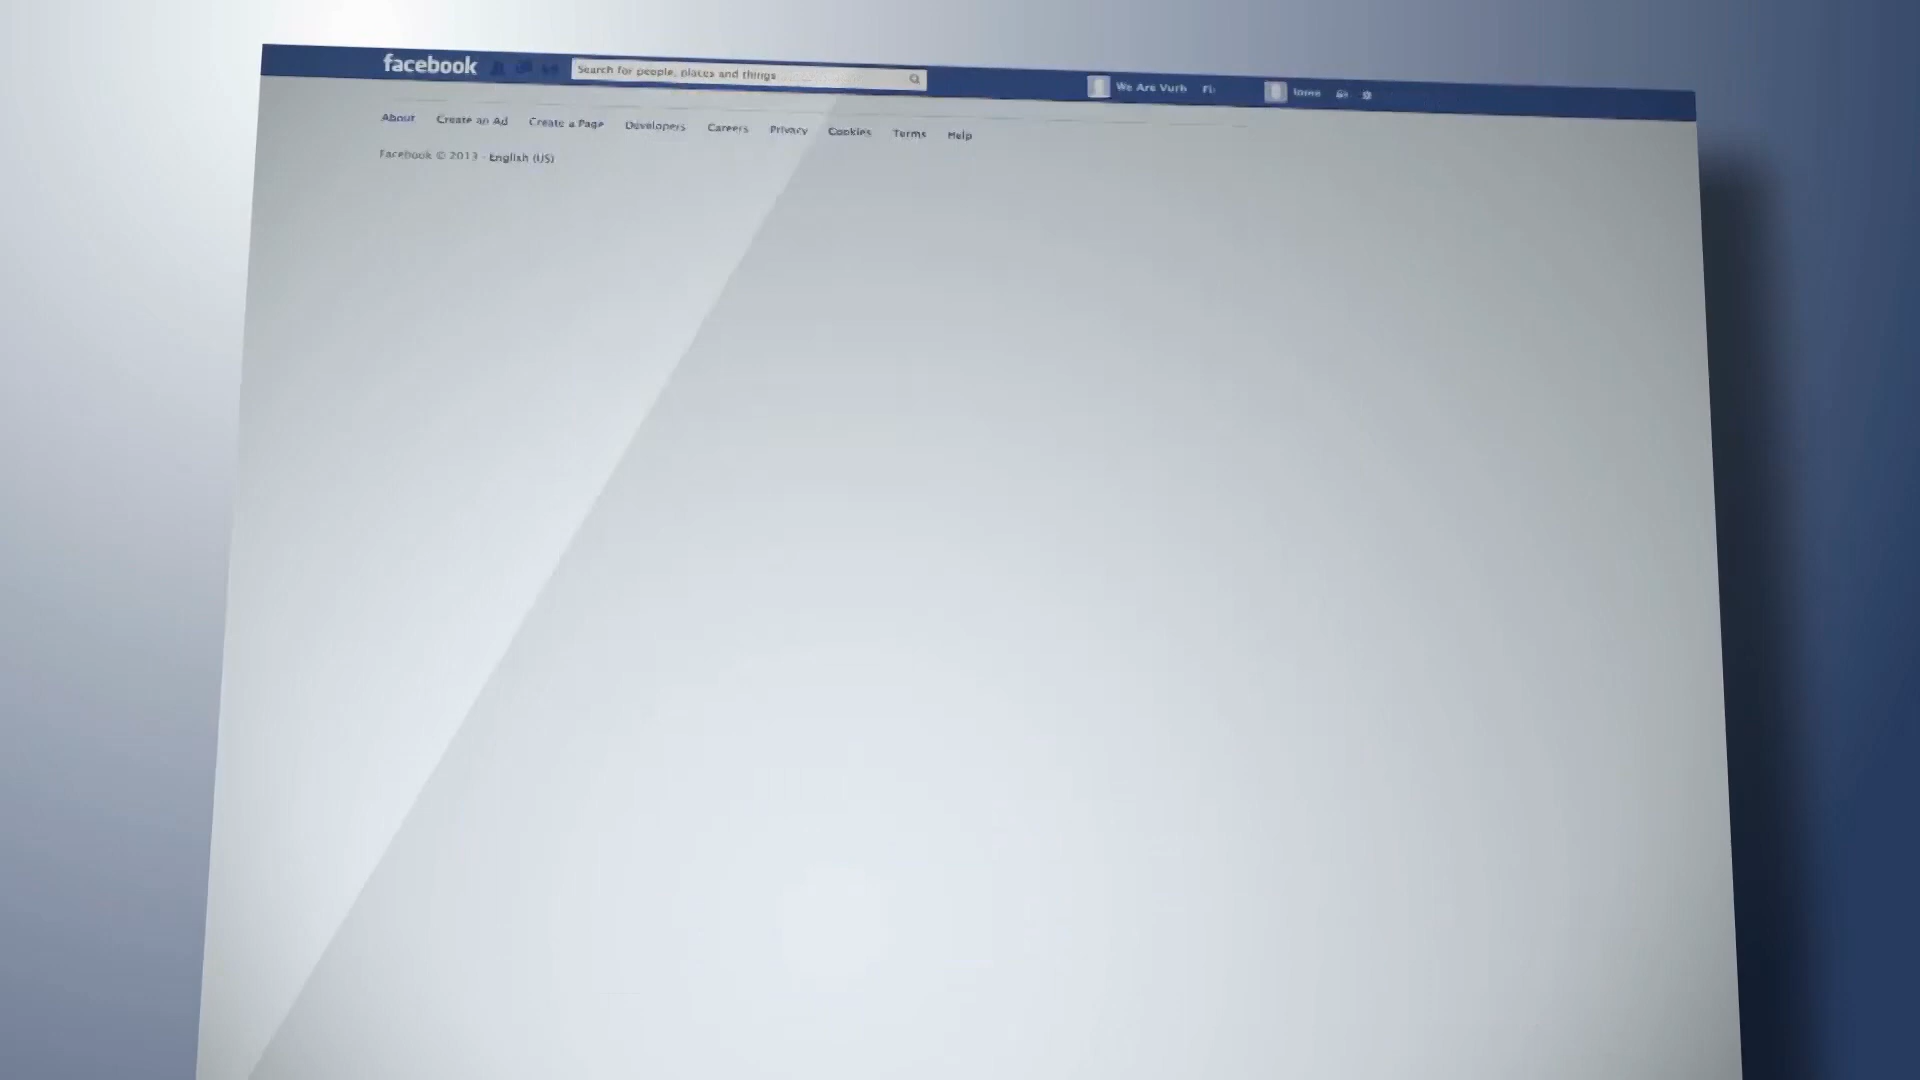 facebook Search for people, places and things We Are Vurb
About Create an Ad Create a Page Developers Careers Privacy Cookies Terms Help
Facebook © 2013 · English (US)